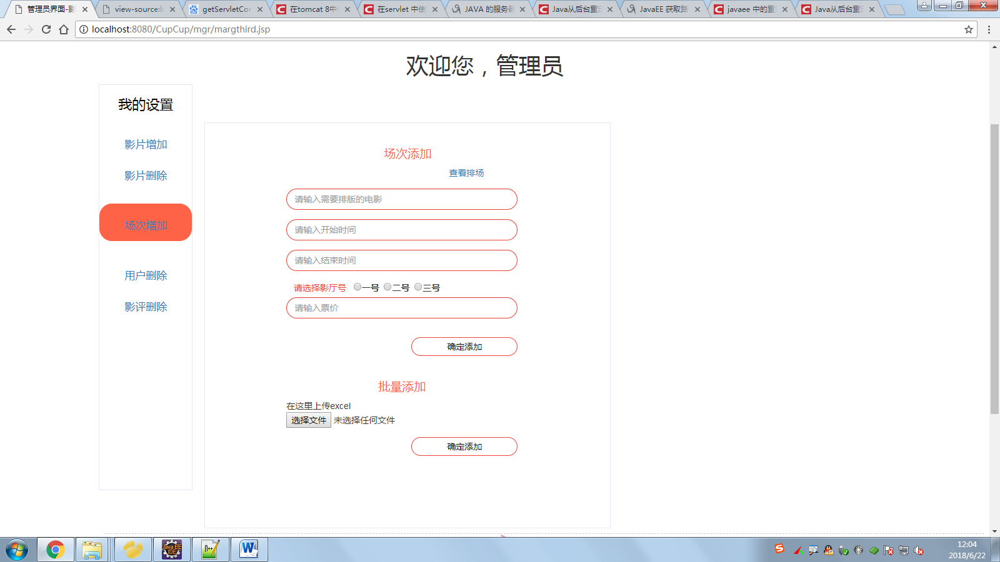 管理员界面-影
view-source:l
getServletCor
在tomcat 8中
在servlet 中使
JAVA 的服务器
Java从后台重定
JavaEE 获取路
javaee 中的重
Java从后台重定
localhost:8080/CupCup/mgr/margthird.jsp
欢迎您，管理员
我的设置
影片增加
影片删除
场次增加
用户删除
影评删除
场次添加
查看排场
请输入需要排版的电影
请输入开始时间
请输入结束时间
请选择影厅号 一号 二号 三号
请输入票价
确定添加
批量添加
在这里上传excel
选择文件 未选择任何文件
确定添加
Java EE
IDE
12:04
2018/6/22